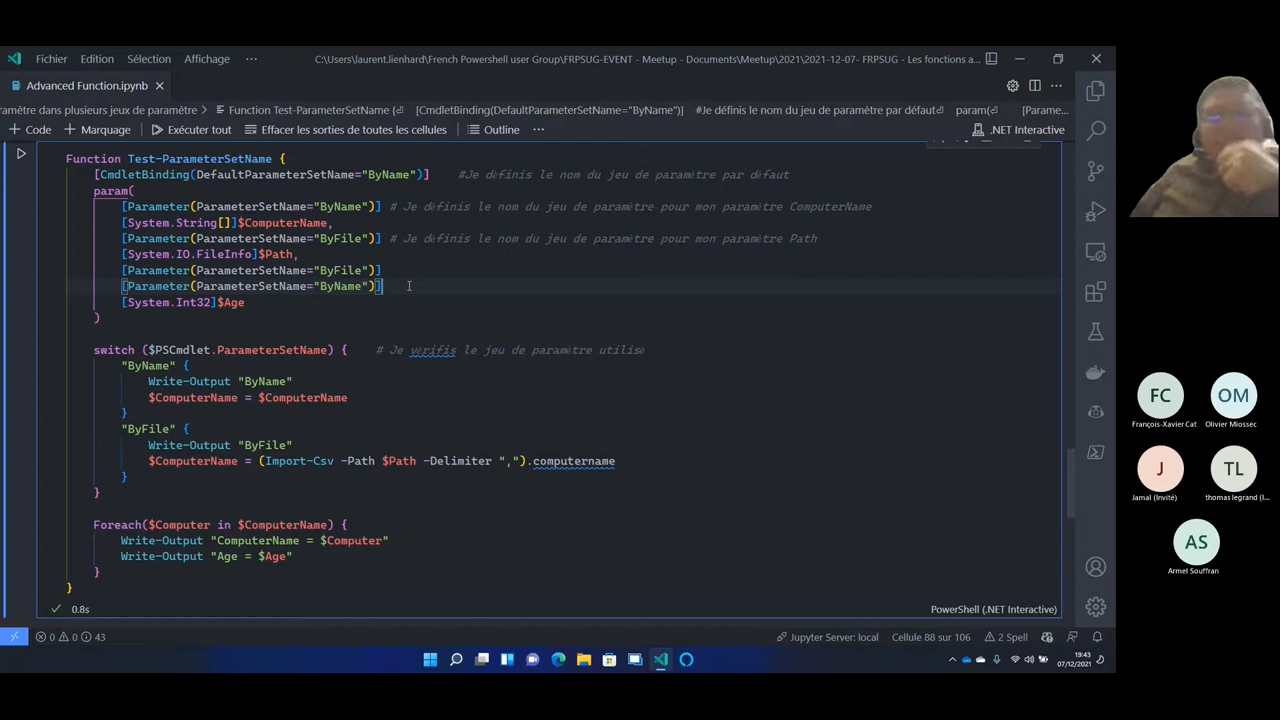 Fichier Edition Sélection Affichage ··· C:\Users\laurent.lienhard\French Powershell user Group\FRPSUG-EVENT - Meetup - Documents\Meetup\2021\2021-12-07- FRPSUG - Les fonctions a...
Advanced Function.ipynb
ramètre dans plusieurs jeux de paramètre > Function Test-ParameterSetName {  [CmdletBinding(DefaultParameterSetName="ByName")]  #Je définis le nom du jeu de paramètre par défaut  param(  [Parame...
+ Code + Marquage Exécuter tout Effacer les sorties de toutes les cellules Outline ··· .NET Interactive
Function Test-ParameterSetName {
[CmdletBinding(DefaultParameterSetName="ByName")] #Je définis le nom du jeu de paramètre par défaut
param(
[Parameter(ParameterSetName="ByName")] # Je définis le nom du jeu de paramètre pour mon paramètre ComputerName
[System.String[]]$ComputerName,
[Parameter(ParameterSetName="ByFile")] # Je définis le nom du jeu de paramètre pour mon paramètre Path
[System.IO.FileInfo]$Path,
[Parameter(ParameterSetName="ByFile")]
[Parameter(ParameterSetName="ByName")]
[System.Int32]$Age
)
switch ($PSCmdlet.ParameterSetName) { # Je vérifis le jeu de paramètre utilisé
"ByName" {
Write-Output "ByName"
$ComputerName = $ComputerName
}
"ByFile" {
Write-Output "ByFile"
$ComputerName = (Import-Csv -Path $Path -Delimiter ",").computername
}
}
Foreach($Computer in $ComputerName) {
Write-Output "ComputerName = $Computer"
Write-Output "Age = $Age"
}
}
0.8s PowerShell (.NET Interactive)
0 0 43 Jupyter Server: local Cellule 88 sur 106 2 Spell
19:43
07/12/2021
FC OM
François-Xavier Cat Olivier Miossec
J TL
Jamal (Invité) thomas legrand (I...
AS
Armel Souffran